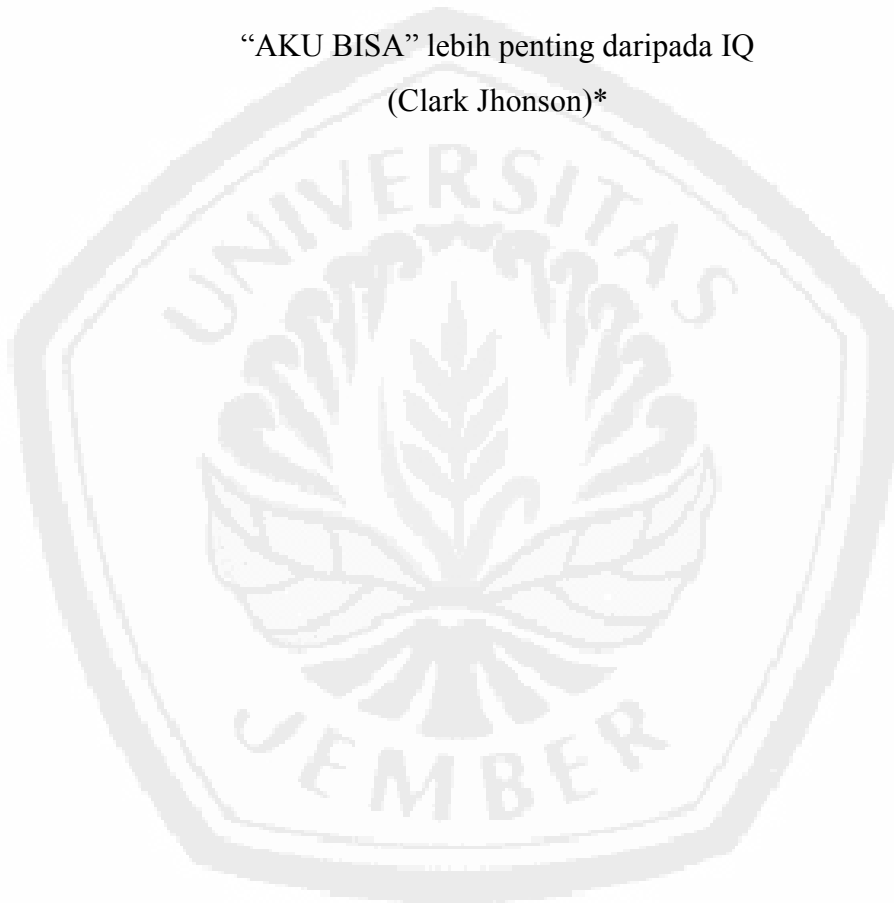 “AKU BISA” lebih penting daripada IQ
(Clark Jhonson)*
UNIVERSITAS
JEMBER